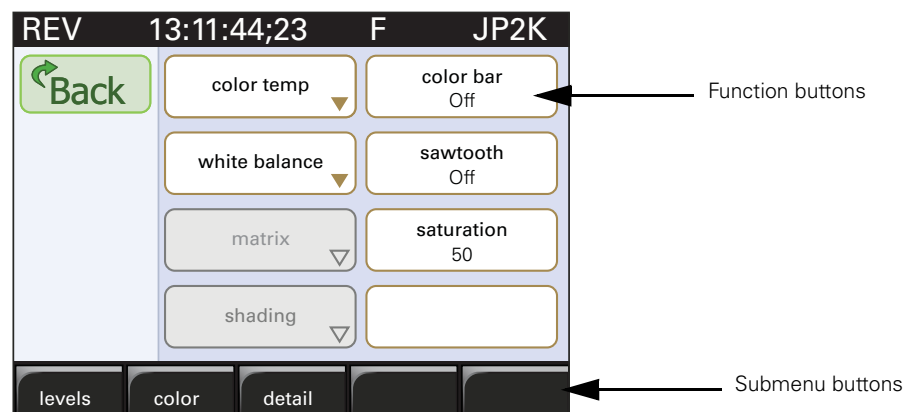 REV 13:11:44;23 F JP2K
Back
color temp
color bar
Off
Function buttons
white balance
sawtooth
Off
matrix
saturation
50
shading
levels color detail
Submenu buttons